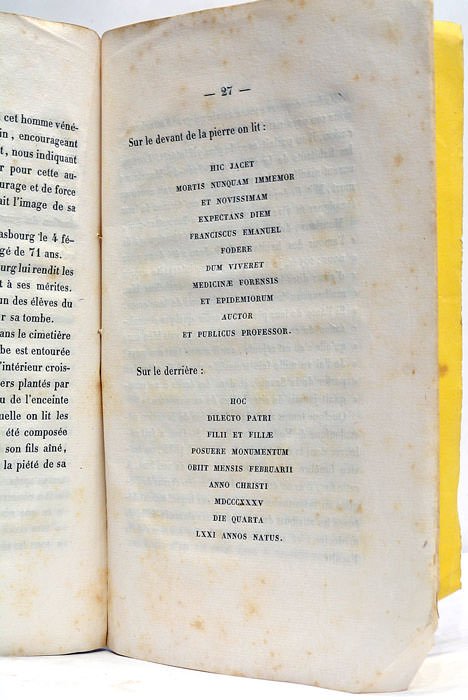 cet homme véné-
in, encourageant
t, nous indiquant
r pour cette au-
urage et de force
ait l'image de sa
asbourg le 4 fé-
gé de 71 ans.
urg lui rendit les
t à ses mérites.
un des élèves du
r sa tombe.
ans le cimetière
be est entourée
l'intérieur crois-
ers plantés par
u de l'enceinte
uelle on lit les
été composée
son fils aîné,
la piété de sa
— 27 —
Sur le devant de la pierre on lit :
HIC JACET
MORTIS NUNQUAM IMMEMOR
ET NOVISSIMAM
EXPECTANS DIEM
FRANCISCUS EMANUEL
FODERE
DUM VIVERET
MEDICINÆ FORENSIS
ET EPIDEMIORUM
AUCTOR
ET PUBLICUS PROFESSOR.
Sur le derrière :
HOC
DILECTO PATRI
FILII ET FILLÆ
POSUERE MONUMENTUM
OBIIT MENSIS FEBRUARII
ANNO CHRISTI
MDCCCXXXV
DIE QUARTA
LXXI ANNOS NATUS.